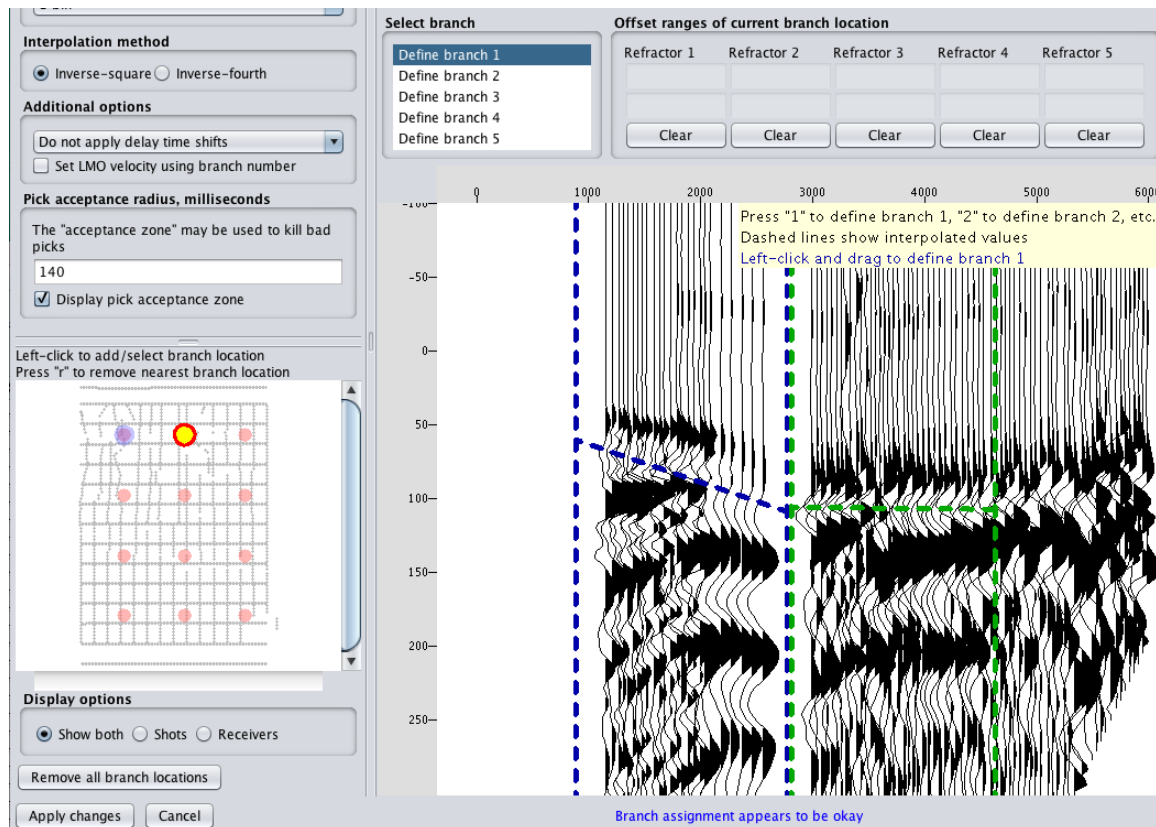 Interpolation method
Inverse-square Inverse-fourth
Additional options
Do not apply delay time shifts
Set LMO velocity using branch number
Pick acceptance radius, milliseconds
The "acceptance zone" may be used to kill bad
picks
140
Display pick acceptance zone
Left-click to add/select branch location
Press "r" to remove nearest branch location
Display options
Show both Shots Receivers
Remove all branch locations
Apply changes Cancel
Select branch
Define branch 1
Define branch 2
Define branch 3
Define branch 4
Define branch 5
Offset ranges of current branch location
Refractor 1 Refractor 2 Refractor 3 Refractor 4 Refractor 5
Clear Clear Clear Clear Clear
0 1000 2000 3000 4000 5000
Press "1" to define branch 1, "2" to define branch 2, etc.
Dashed lines show interpolated values
Left-click and drag to define branch 1
-100
-50
0
50
100
150
200
250
Branch assignment appears to be okay